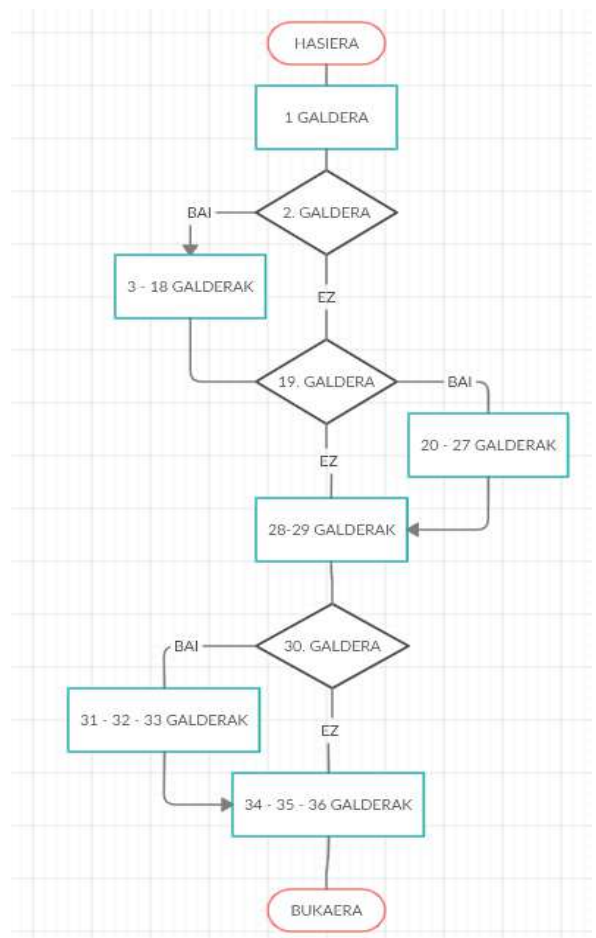 HASIERA
1 GALDERA
2. GALDERA
BAI
3 - 18 GALDERAK
EZ
19. GALDERA
BAI
20 - 27 GALDERAK
EZ
28-29 GALDERAK
30. GALDERA
BAI
31 - 32 - 33 GALDERAK
EZ
34 - 35 - 36 GALDERAK
BUKAERA